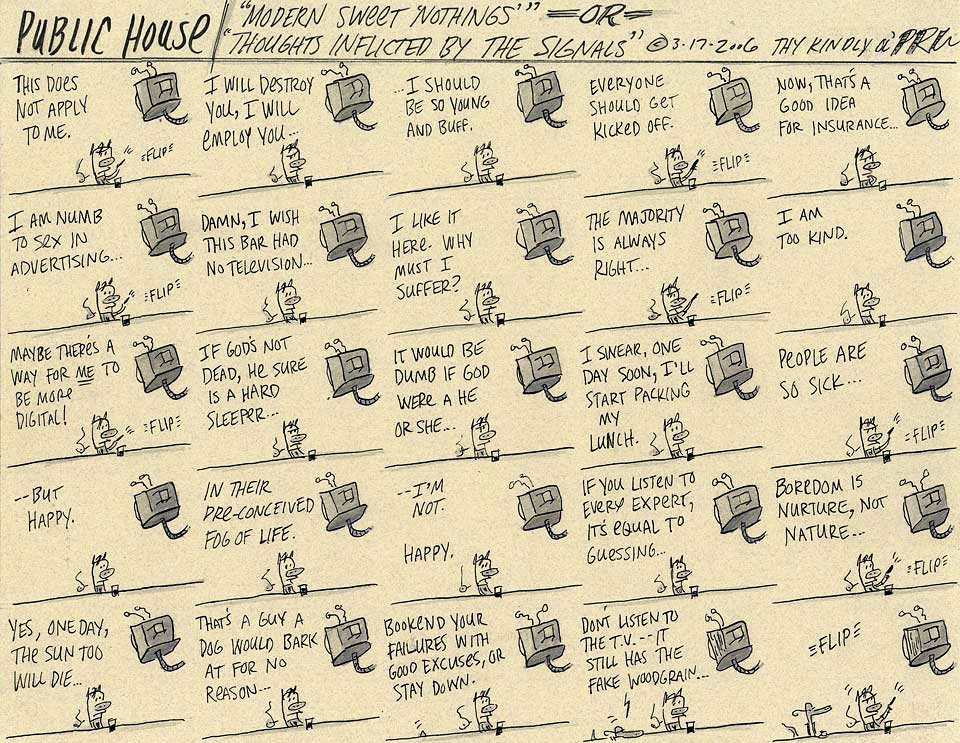 PUBLIC HOUSE
"MODERN SWEET NOTHINGS" =OR=
"THOUGHTS INFLICTED BY THE SIGNALS" © 3-17-2006 THY KINDLY
THIS DOES
NOT APPLY
TO ME.
=FLIP=
I WILL DESTROY
YOU, I WILL
EMPLOY YOU...
...I SHOULD
BE SO YOUNG
AND BUFF.
EVERYONE
SHOULD GET
KICKED OFF.
=FLIP=
NOW, THAT'S A
GOOD IDEA
FOR INSURANCE...
I AM NUMB
TO SEX IN
ADVERTISING...
=FLIP=
DAMN, I WISH
THIS BAR HAD
NO TELEVISION...
I LIKE IT
HERE. WHY
MUST I
SUFFER?
THE MAJORITY
IS ALWAYS
RIGHT...
=FLIP=
I AM
TOO KIND.
MAYBE THERE'S A
WAY FOR ME TO
BE MORE
DIGITAL!
=FLIP=
IF GOD'S NOT
DEAD, HE SURE
IS A HARD
SLEEPER...
IT WOULD BE
DUMB IF GOD
WERE A HE
OR SHE...
I SWEAR, ONE
DAY SOON, I'LL
START PACKING
MY
LUNCH.
PEOPLE ARE
SO SICK...
=FLIP=
--BUT
HAPPY.
IN THEIR
PRE-CONCEIVED
FOG OF LIFE.
--I'M
NOT.
HAPPY.
IF YOU LISTEN TO
EVERY EXPERT,
IT'S EQUAL TO
GUESSING...
BOREDOM IS
NURTURE, NOT
NATURE...
=FLIP=
YES, ONE DAY,
THE SUN TOO
WILL DIE...
THAT'S A GUY A
DOG WOULD BARK
AT FOR NO
REASON...
BOOKEND YOUR
FAILURES WITH
GOOD EXCUSES, OR
STAY DOWN.
DON'T LISTEN TO
THE T.V.--IT
STILL HAS THE
FAKE WOODGRAIN...
=FLIP=